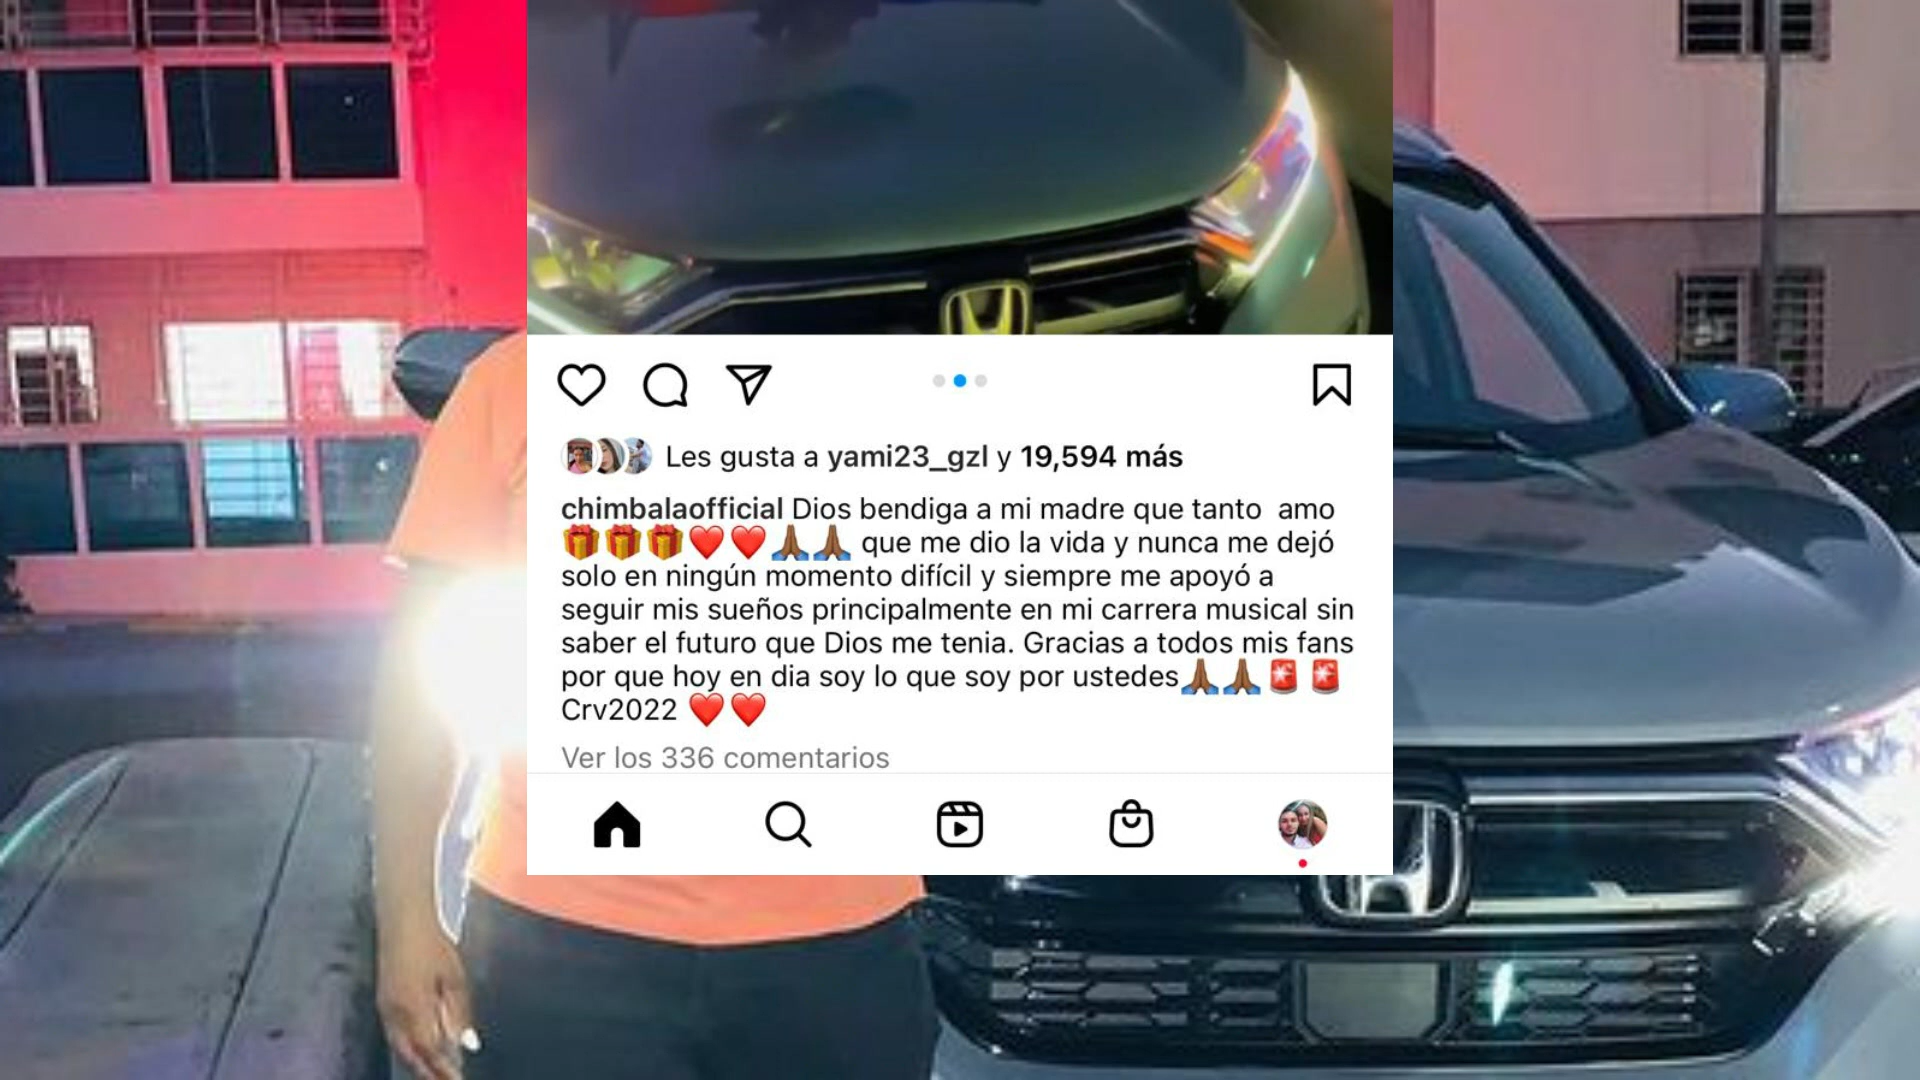 Les gusta a yami23_gzl y 19,594 más
chimbalaofficial Dios bendiga a mi madre que tanto  amo
🎁🎁🎁❤️❤️🙏🏾🙏🏾 que me dio la vida y nunca me dejó
solo en ningún momento difícil y siempre me apoyó a
seguir mis sueños principalmente en mi carrera musical sin
saber el futuro que Dios me tenia. Gracias a todos mis fans
por que hoy en dia soy lo que soy por ustedes🙏🏾🙏🏾🚨🚨
Crv2022 ❤️❤️
Ver los 336 comentarios